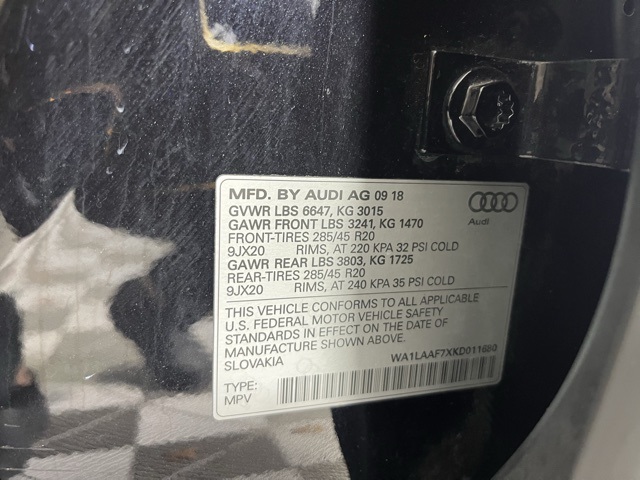 MFD. BY AUDI AG 09 18
GVWR LBS 6647, KG 3015
GAWR FRONT LBS 3241, KG 1470
FRONT-TIRES 285/45 R20
9JX20 RIMS, AT 220 KPA 32 PSI COLD
GAWR REAR LBS 3803, KG 1725
REAR-TIRES 285/45 R20
9JX20 RIMS, AT 240 KPA 35 PSI COLD
Audi
THIS VEHICLE CONFORMS TO ALL APPLICABLE
U.S. FEDERAL MOTOR VEHICLE SAFETY
STANDARDS IN EFFECT ON THE DATE OF
MANUFACTURE SHOWN ABOVE.
SLOVAKIA
WA1LAAF7XKD011680
TYPE:
MPV